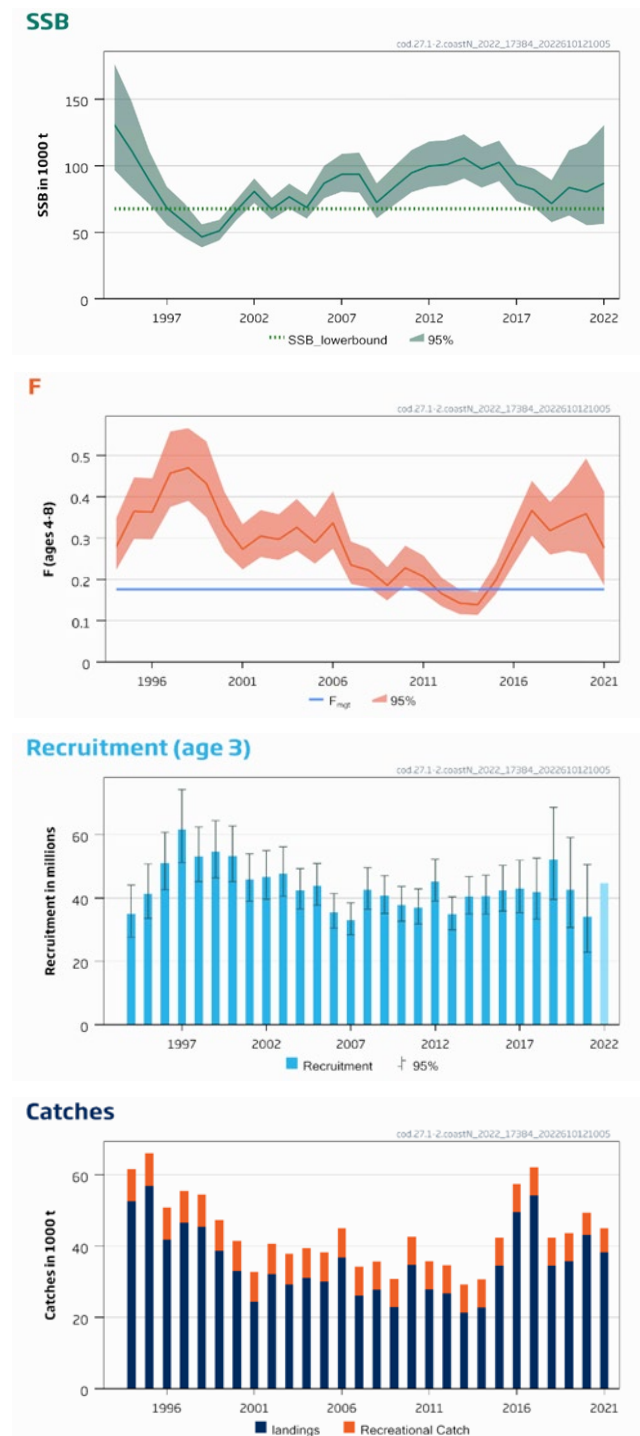 SSB
cod.27.1-2.coastN_2022_17384_2022610121005
150
100
50
0
SSB in 1000 t
1997 2002 2007 2012 2017 2022
SSB_lowerbound 95%
F
cod.27.1-2.coastN_2022_17384_2022610121005
0.5
0.4
0.3
0.2
0.1
0
F (ages 4-8)
1996 2001 2006 2011 2016 2021
Fmgt 95%
Recruitment (age 3)
cod.27.1-2.coastN_2022_17384_2022610121005
60
40
20
0
Recruitment in millions
1997 2002 2007 2012 2017 2022
Recruitment 95%
Catches
cod.27.1-2.coastN_2022_17384_2022610121005
60
40
20
0
Catches in 1000 t
1996 2001 2006 2011 2016 2021
landings Recreational Catch